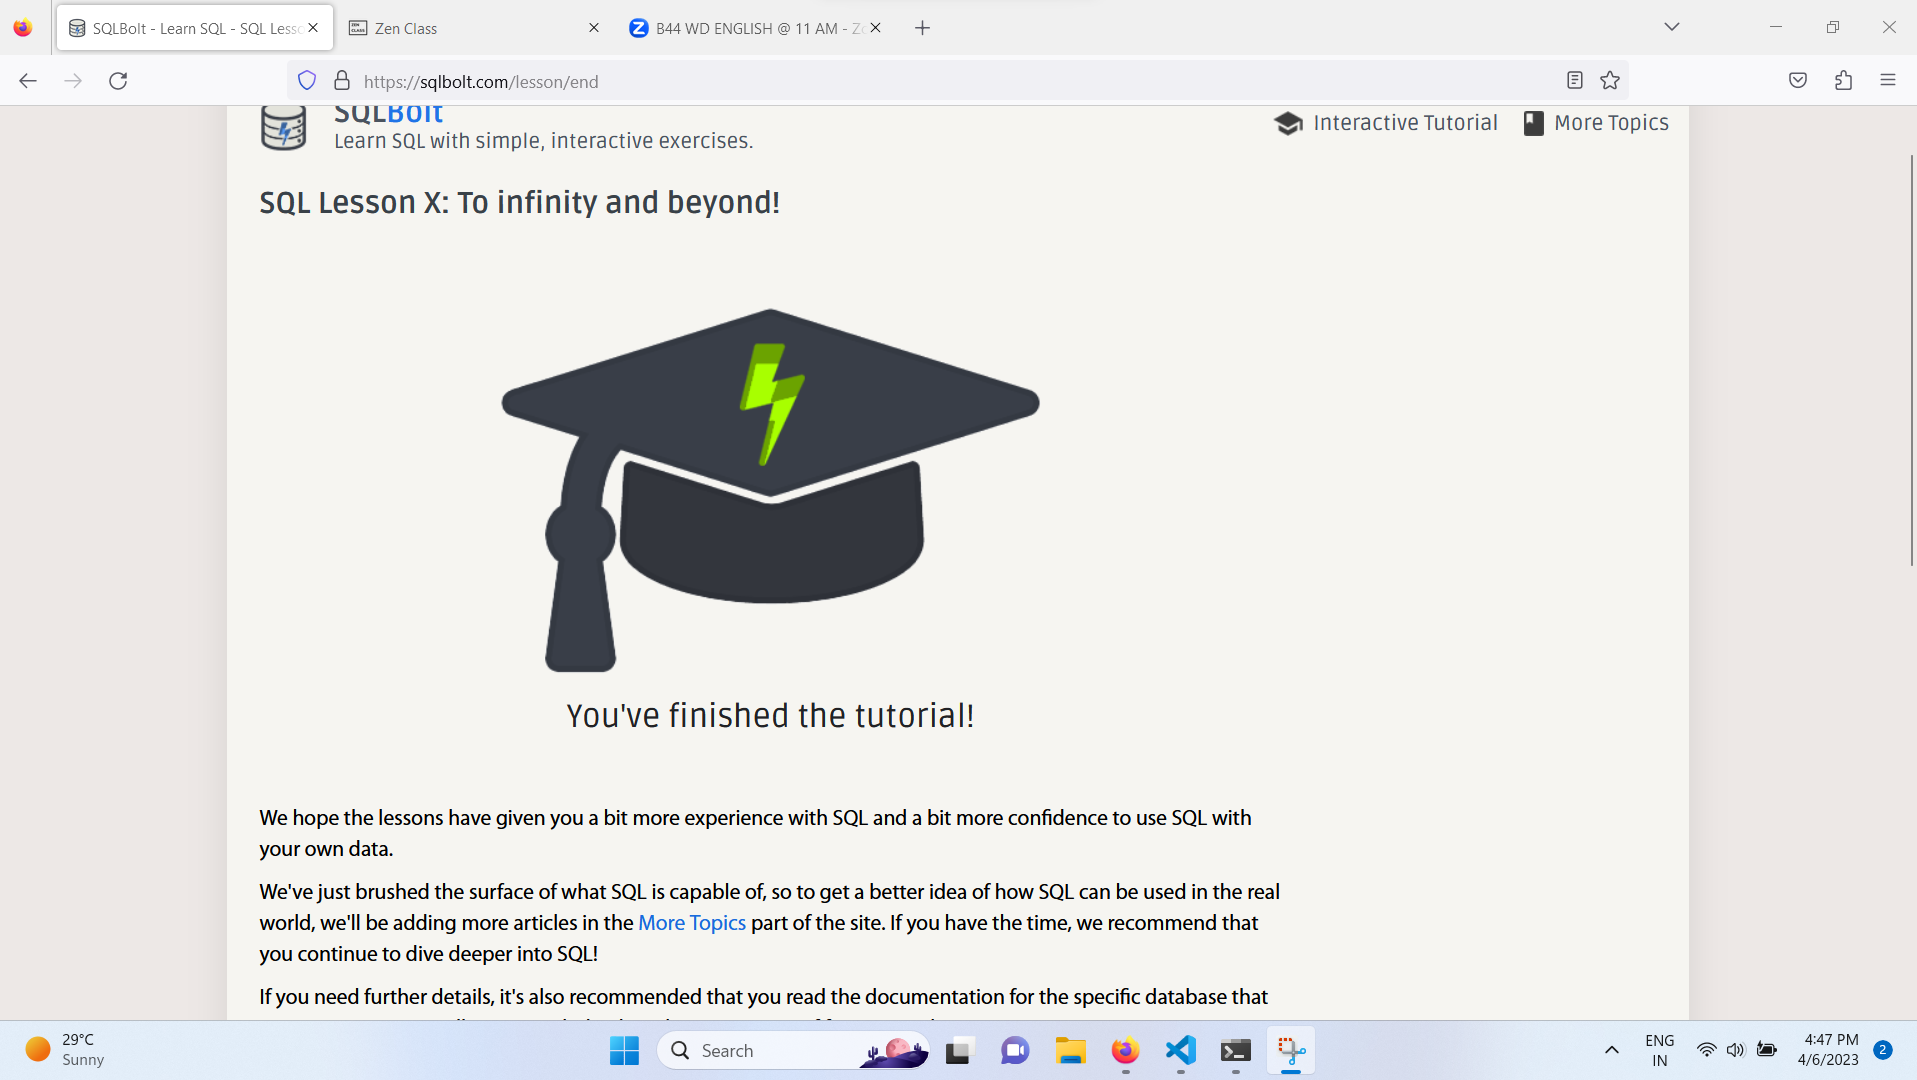 SQLBolt - Learn SQL - SQL Lesso
Zen Class
B44 WD ENGLISH @ 11 AM - Zo
https://sqlbolt.com/lesson/end
SQLBolt
Learn SQL with simple, interactive exercises.
Interactive Tutorial
More Topics
SQL Lesson X: To infinity and beyond!
You've finished the tutorial!
We hope the lessons have given you a bit more experience with SQL and a bit more confidence to use SQL with
your own data.
We've just brushed the surface of what SQL is capable of, so to get a better idea of how SQL can be used in the real
world, we'll be adding more articles in the More Topics part of the site. If you have the time, we recommend that
you continue to dive deeper into SQL!
If you need further details, it's also recommended that you read the documentation for the specific database that
29°C
Sunny
Search
ENG
IN
4:47 PM
4/6/2023
2